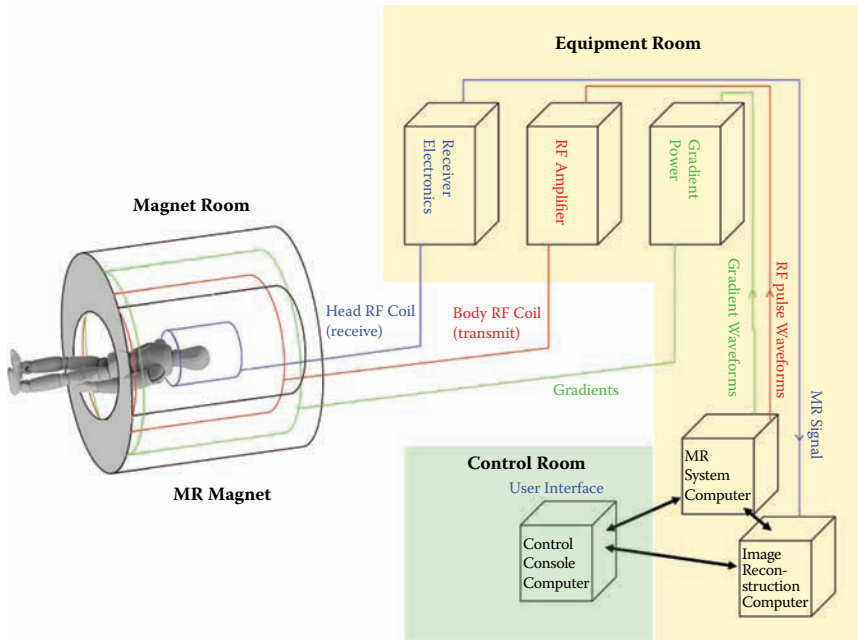 Equipment Room
Receiver
Electronics
RF Amplifier
Gradient
Power
Magnet Room
Head RF Coil
(receive)
Body RF Coil
(transmit)
Gradients
Gradient Waveforms
RF pulse Waveforms
MR Signal
MR Magnet
Control Room
User Interface
Control
Console
Computer
MR
System
Computer
Image
Recon-
struction
Computer